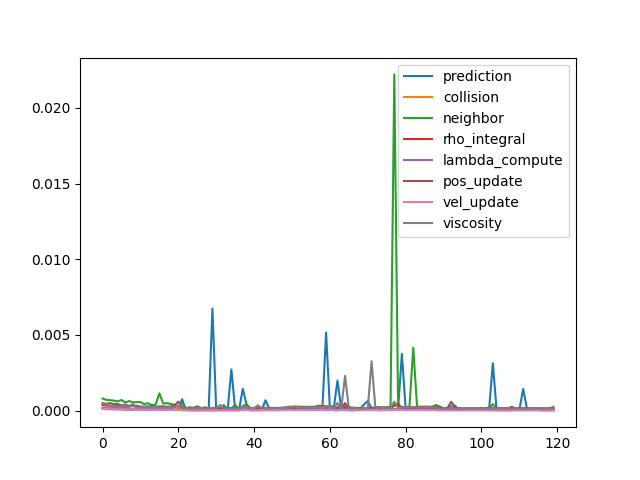 prediction
collision
neighbor
rho_integral
lambda_compute
pos_update
vel_update
viscosity
0.020
0.015
0.010
0.005
0.000
0 20 40 60 80 100 120